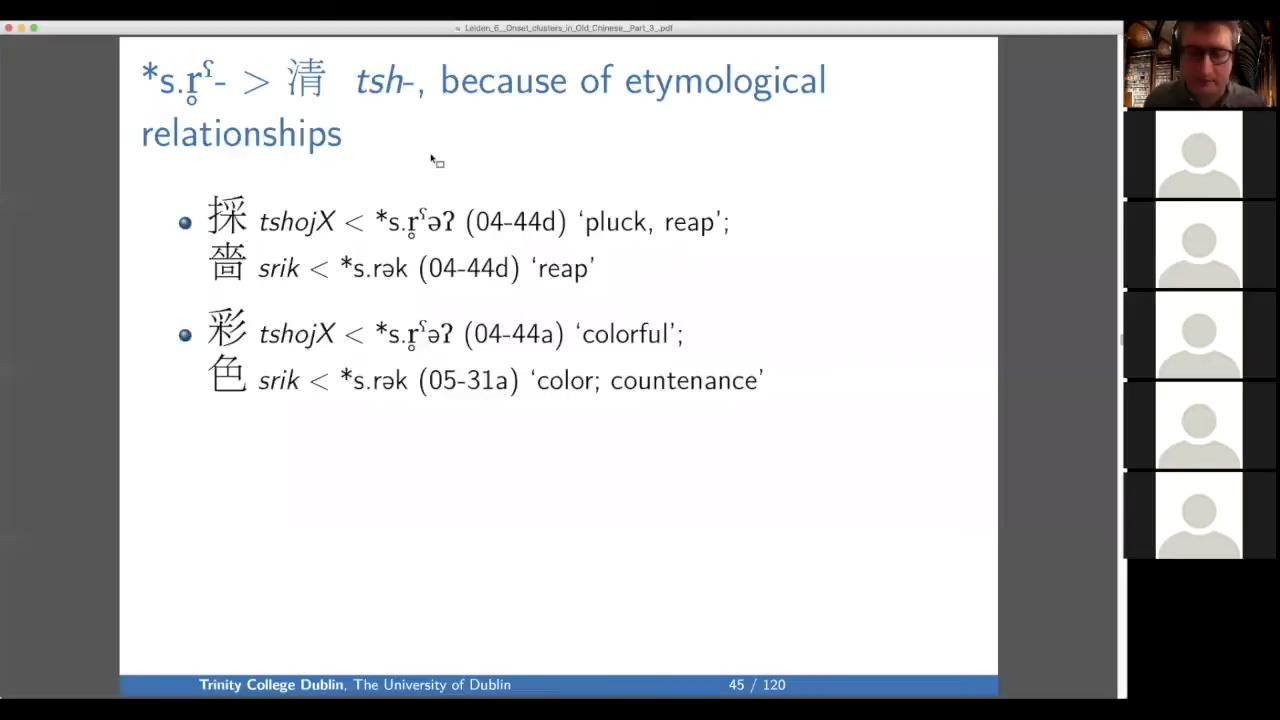 Leiden_6__Onset_clusters_in_Old_Chinese__Part_3_.pdf
*s.r̥ˤ- > 清 tsh-, because of etymological
relationships
採 tshojX < *s.r̥ˤəʔ (04-44d) ‘pluck, reap’;
嗇 srik < *s.rək (04-44d) ‘reap’
彩 tshojX < *s.r̥ˤəʔ (04-44a) ‘colorful’;
色 srik < *s.rək (05-31a) ‘color; countenance’
Trinity College Dublin, The University of Dublin
45 / 120